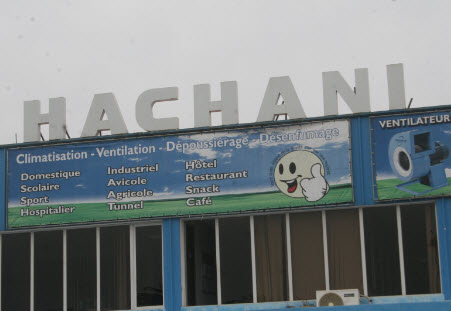 HACHANI
Climatisation - Ventilation - Dépoussiérage - Désenfumage
VENTILATEUR
Domestique Industriel Hôtel
Scolaire Avicole Restaurant
Sport Agricole Snack
Hospitalier Tunnel Café